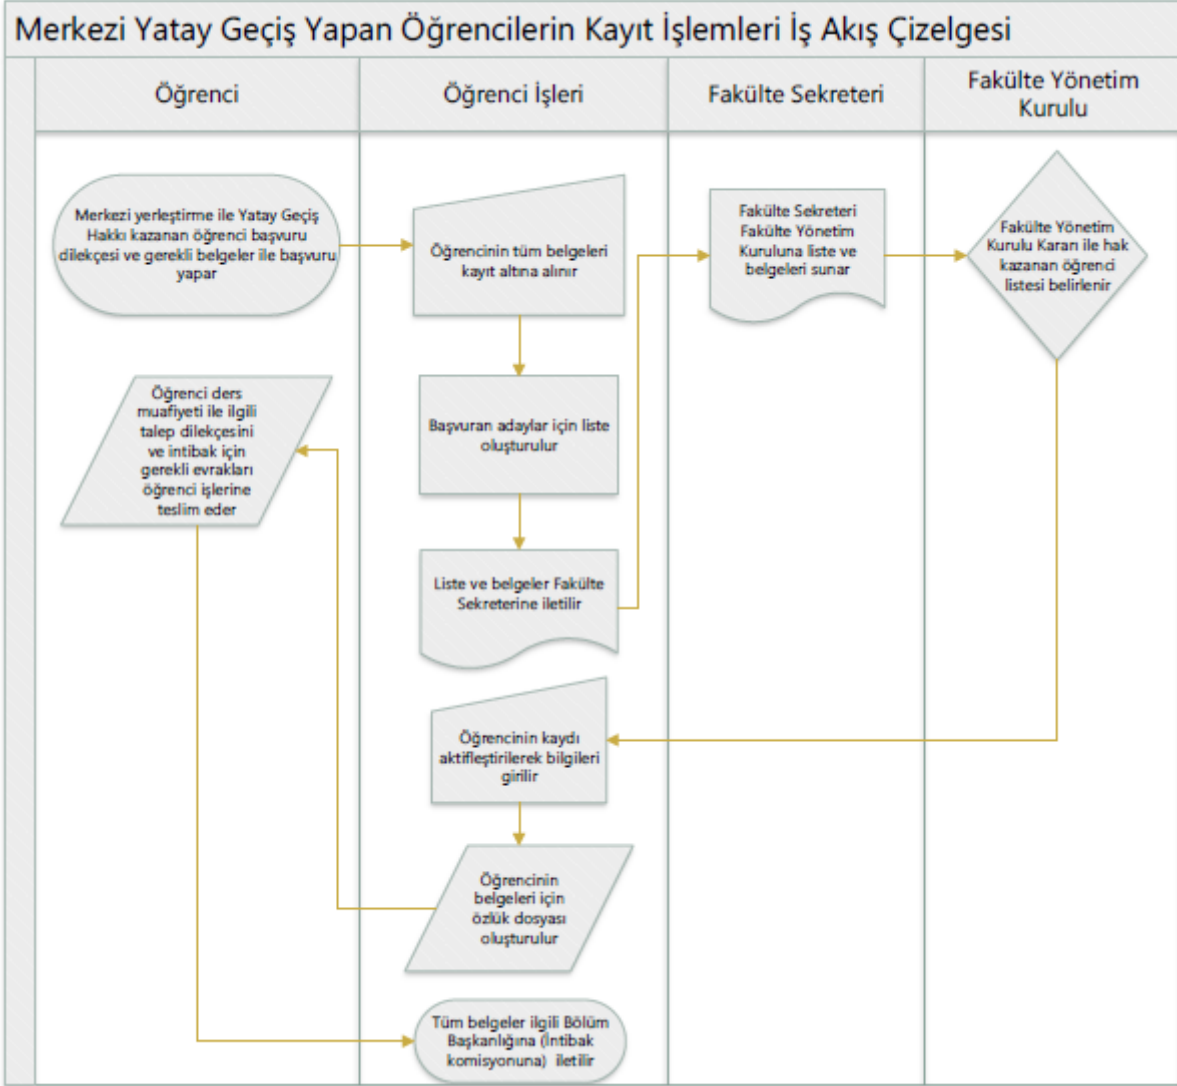 Merkezi Yatay Geçiş Yapan Öğrencilerin Kayıt İşlemleri İş Akış Çizelgesi
Öğrenci
Öğrenci İşleri
Fakülte Sekreteri
Fakülte Yönetim
Kurulu
Merkezi yerleştirme ile Yatay Geçiş
Hakkı kazanan öğrenci başvuru
dilekçesi ve gerekli belgeler ile başvuru
yapar
Öğrencinin tüm belgeleri
kayıt altına alınır
Fakülte Sekreteri
Fakülte Yönetim
Kuruluna liste ve
belgeleri sunar
Fakülte Yönetim
Kurulu Kararı ile hak
kazanan öğrenci
listesi belirlenir
Başvuran adaylar için liste
oluşturulur
Liste ve belgeler Fakülte
Sekreterine iletilir
Öğrencinin kaydı
aktifleştirilerek bilgileri
girilir
Öğrencinin
belgeleri için
özlük dosyası
oluşturulur
Öğrenci ders
muafiyeti ile ilgili
talep dilekçesini
ve intibak için
gerekli evrakları
öğrenci işlerine
teslim eder
Tüm belgeler ilgili Bölüm
Başkanlığına (İntibak
komisyonuna) iletilir